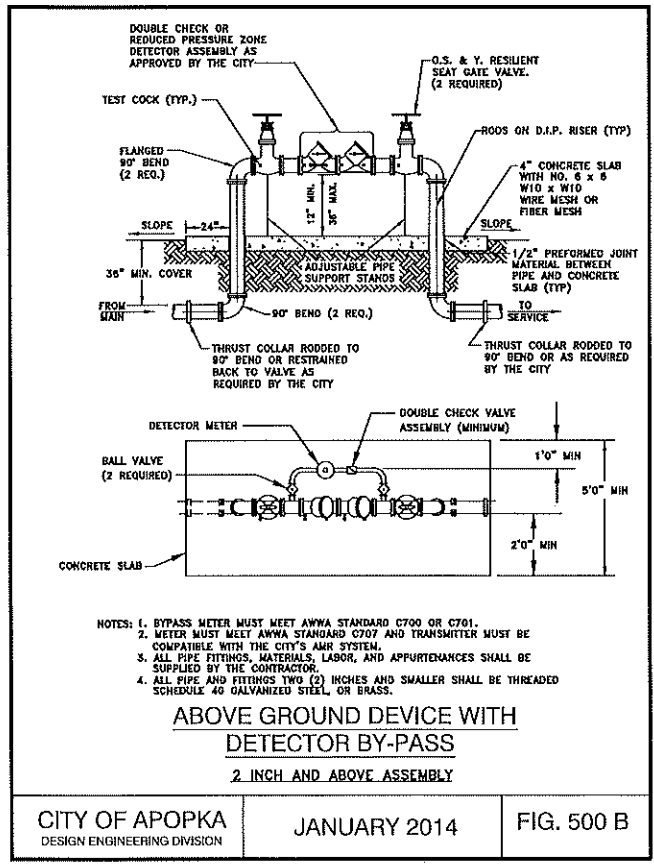 DOUBLE CHECK OR
REDUCED PRESSURE ZONE
DETECTOR ASSEMBLY AS
APPROVED BY THE CITY
O.S. & Y. RESILIENT
SEAT GATE VALVE.
(2 REQUIRED)
TEST COCK (TYP.)
RODS ON D.I.P. RISER (TYP)
FLANGED
90° BEND
(2 REQ.)
4" CONCRETE SLAB
WITH NO. 6 x 6
W10 x W10
WIRE MESH OR
FIBER MESH
12" MIN.
36" MAX.
SLOPE
24"
SLOPE
36" MIN. COVER
ADJUSTABLE PIPE
SUPPORT STANDS
1/2" PREFORMED JOINT
MATERIAL BETWEEN
PIPE AND CONCRETE
SLAB (TYP)
FROM
MAIN
90° BEND (2 REQ.)
TO
SERVICE
THRUST COLLAR RODDED TO
90° BEND OR RESTRAINED
BACK TO VALVE AS
REQUIRED BY THE CITY
THRUST COLLAR RODDED TO
90° BEND OR AS REQUIRED
BY THE CITY
DETECTOR METER
DOUBLE CHECK VALVE
ASSEMBLY (MINIMUM)
BALL VALVE
(2 REQUIRED)
1'0" MIN
5'0" MIN
2'0" MIN
CONCRETE SLAB
NOTES: 1. BYPASS METER MUST MEET AWWA STANDARD C700 OR C701.
2. METER MUST MEET AWWA STANDARD C707 AND TRANSMITTER MUST BE
COMPATIBLE WITH THE CITY'S AMR SYSTEM.
3. ALL PIPE FITTINGS, MATERIALS, LABOR, AND APPURTENANCES SHALL BE
SUPPLIED BY THE CONTRACTOR.
4. ALL PIPE AND FITTINGS TWO (2) INCHES AND SMALLER SHALL BE THREADED
SCHEDULE 40 GALVANIZED STEEL, OR BRASS.
ABOVE GROUND DEVICE WITH
DETECTOR BY-PASS
2 INCH AND ABOVE ASSEMBLY
CITY OF APOPKA
DESIGN ENGINEERING DIVISION
JANUARY 2014
FIG. 500 B